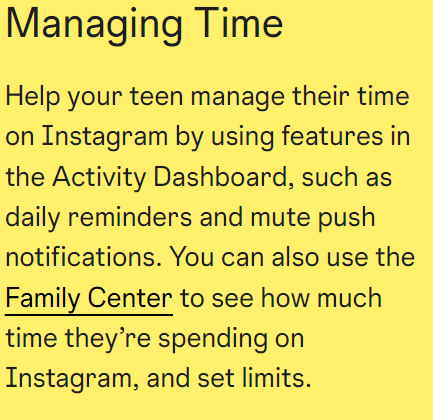 Managing Time
Help your teen manage their time
on Instagram by using features in
the Activity Dashboard, such as
daily reminders and mute push
notifications. You can also use the
Family Center to see how much
time they’re spending on
Instagram, and set limits.